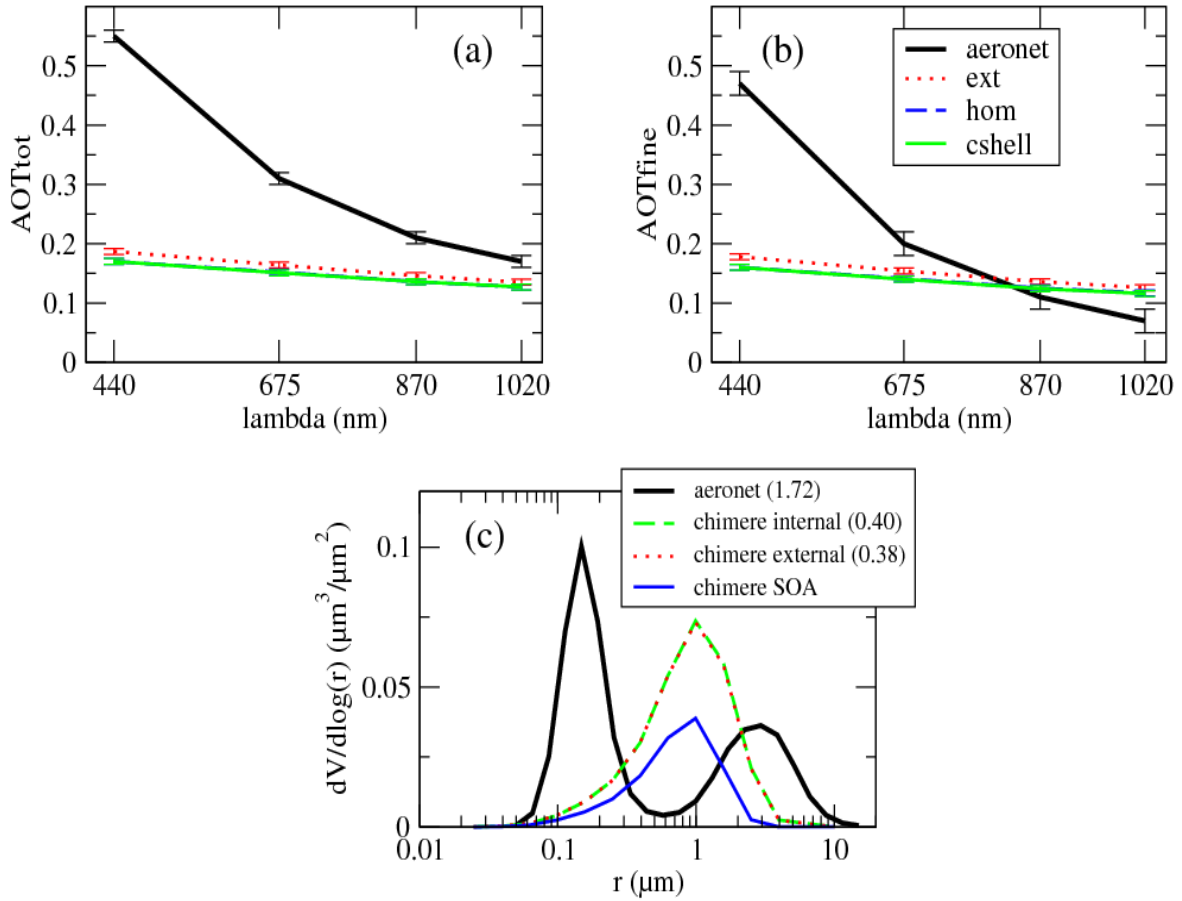 (a)
0.5
0.4
0.3
0.2
0.1
0
AOTtot
440
675
870
1020
lambda (nm)
(b)
aeronet
ext
hom
cshell
0.5
0.4
0.3
0.2
0.1
0
AOTfine
440
675
870
1020
lambda (nm)
(c)
aeronet (1.72)
chimere internal (0.40)
chimere external (0.38)
chimere SOA
0.1
0.05
0
dV/dlog(r) (μm³/μm²)
0.01
0.1
1
10
r (μm)